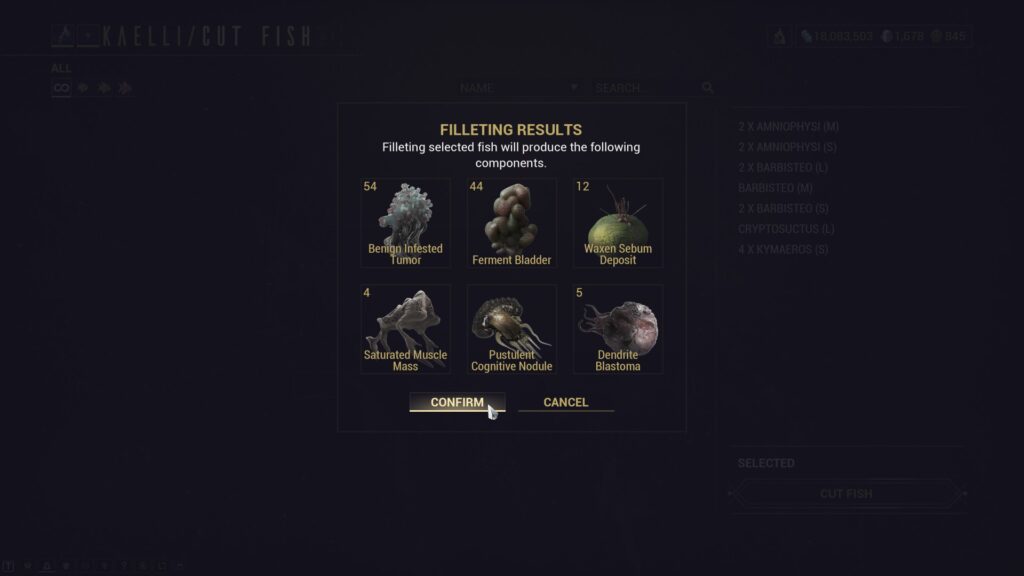 KAELLI/CUT FISH
18,083,503 1,678 845
ALL
NAME
SEARCH...
FILLETING RESULTS
Filleting selected fish will produce the following
components.
54
Benign Infested
Tumor
44
Ferment Bladder
12
Waxen Sebum
Deposit
4
Saturated Muscle
Mass
Pustulent
Cognitive Nodule
5
Dendrite
Blastoma
CONFIRM
CANCEL
2 X AMNIOPHYSI (M)
2 X AMNIOPHYSI (S)
2 X BARBISTEO (L)
BARBISTEO (M)
2 X BARBISTEO (S)
CRYPTOSUCTUS (L)
4 X KYMAEROS (S)
SELECTED
CUT FISH